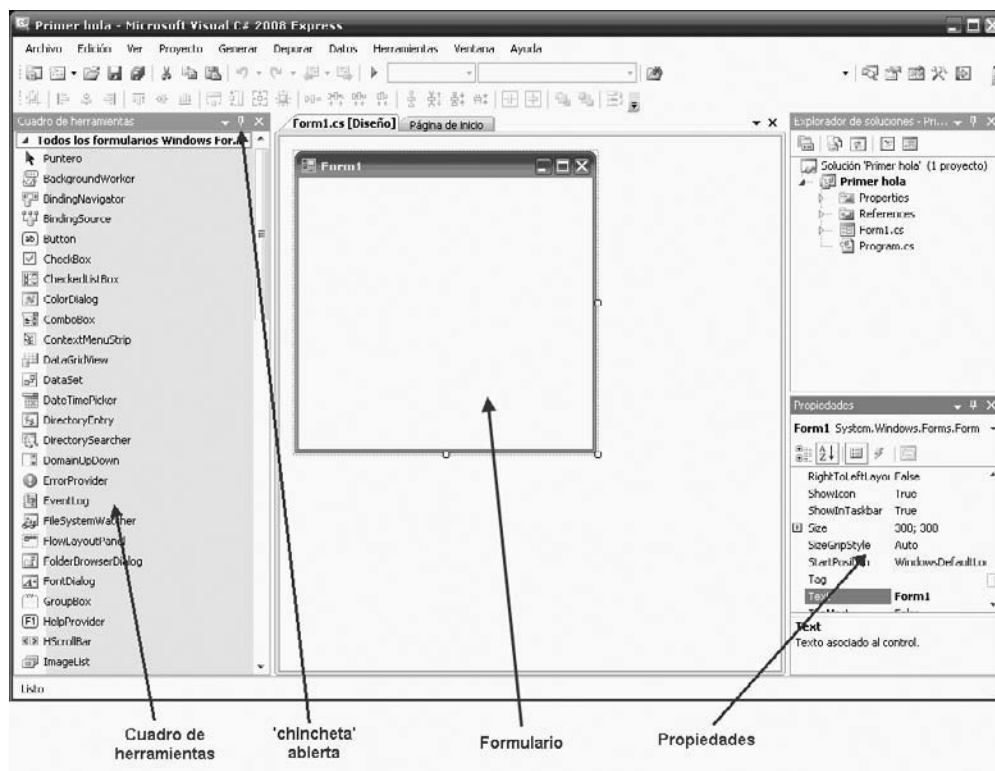 Primer hola - Microsoft Visual C# 2008 Express
Archivo Edición Ver Proyecto Generar Depurar Datos Herramientas Ventana Ayuda
Cuadro de herramientas
Todos los formularios Windows For...
Puntero
BackgroundWorker
BindingNavigator
BindingSource
Button
CheckBox
CheckedListBox
ColorDialog
ComboBox
ContextMenuStrip
DataGridView
DataSet
DateTimePicker
DirectoryEntry
DirectorySearcher
DomainUpDown
ErrorProvider
EventLog
FileSystemWatcher
FlowLayoutPanel
FolderBrowserDialog
FontDialog
GroupBox
HelpProvider
HScrollBar
ImageList
Listo
Form1.cs [Diseño] Página de inicio
Form1
Explorador de soluciones - Pri...
Solución 'Primer hola' (1 proyecto)
Primer hola
Properties
References
Form1.cs
Program.cs
Propiedades
Form1 System.Windows.Forms.Form
RightToLeftLayou False
ShowIcon True
ShowInTaskbar True
Size 300; 300
SizeGripStyle Auto
StartPosition WindowsDefaultLo
Tag
Text Form1
Text
Texto asociado al control.
Cuadro de
herramientas
'chincheta'
abierta
Formulario
Propiedades